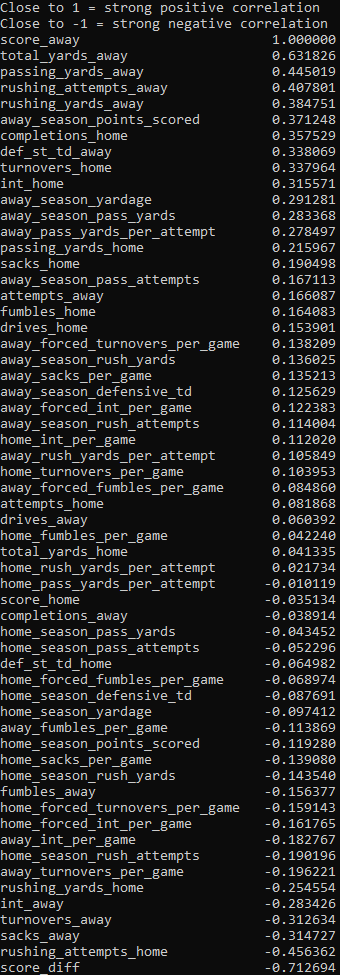 Close to 1 = strong positive correlation
Close to -1 = strong negative correlation
score_away 1.000000
total_yards_away 0.631826
passing_yards_away 0.445019
rushing_attempts_away 0.407801
rushing_yards_away 0.384751
away_season_points_scored 0.371248
completions_home 0.357529
def_st_td_away 0.338069
turnovers_home 0.337964
int_home 0.315571
away_season_yardage 0.291281
away_season_pass_yards 0.283368
away_pass_yards_per_attempt 0.278497
passing_yards_home 0.215967
sacks_home 0.190498
away_season_pass_attempts 0.167113
attempts_away 0.166087
fumbles_home 0.164083
drives_home 0.153901
away_forced_turnovers_per_game 0.138209
away_season_rush_yards 0.136025
away_sacks_per_game 0.135213
away_season_defensive_td 0.125629
away_forced_int_per_game 0.122383
away_season_rush_attempts 0.114004
home_int_per_game 0.112020
away_rush_yards_per_attempt 0.105849
home_turnovers_per_game 0.103953
away_forced_fumbles_per_game 0.084860
attempts_home 0.081868
drives_away 0.060392
home_fumbles_per_game 0.042240
total_yards_home 0.041335
home_rush_yards_per_attempt 0.021734
home_pass_yards_per_attempt -0.010119
score_home -0.035134
completions_away -0.038914
home_season_pass_yards -0.043452
home_season_pass_attempts -0.052296
def_st_td_home -0.064982
home_forced_fumbles_per_game -0.068974
home_season_defensive_td -0.087691
home_season_yardage -0.097412
away_fumbles_per_game -0.113869
home_season_points_scored -0.119280
home_sacks_per_game -0.139080
home_season_rush_yards -0.143540
fumbles_away -0.156377
home_forced_turnovers_per_game -0.159143
home_forced_int_per_game -0.161765
away_int_per_game -0.182767
home_season_rush_attempts -0.190196
away_turnovers_per_game -0.196221
rushing_yards_home -0.254554
int_away -0.283426
turnovers_away -0.312634
sacks_away -0.314727
rushing_attempts_home -0.456362
score_diff -0.712694